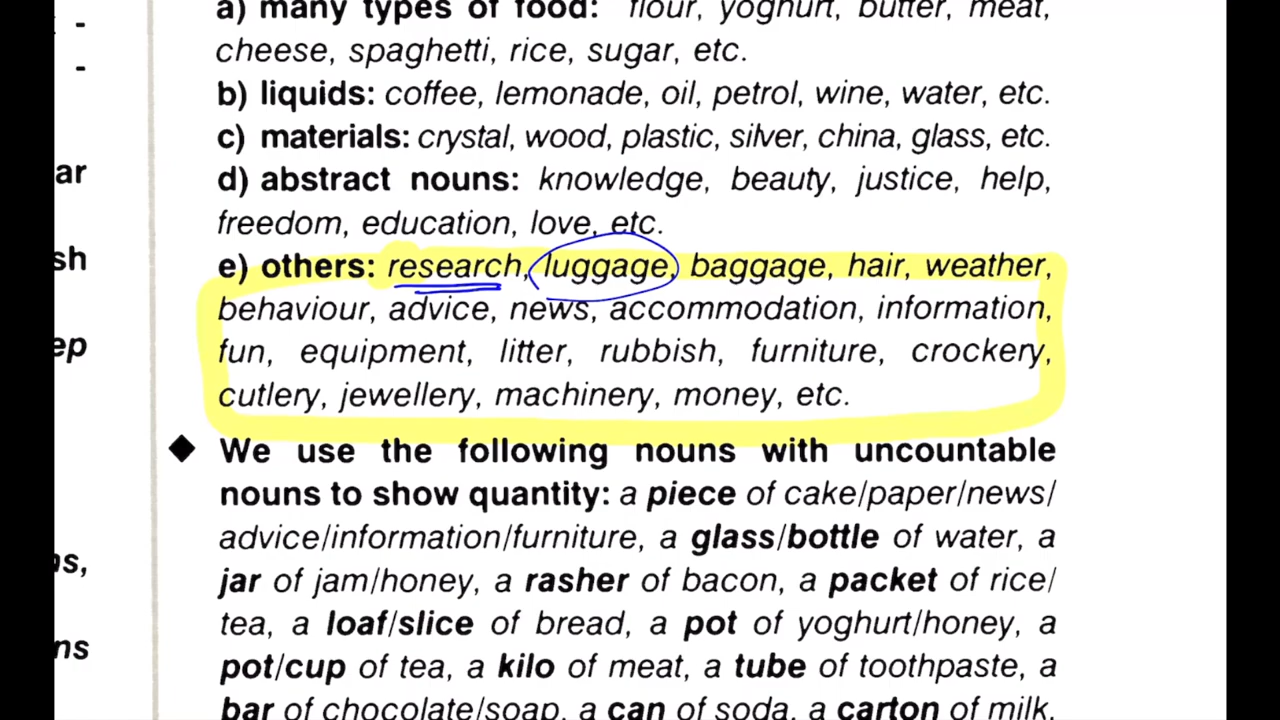 a) many types of food: flour, yoghurt, butter, meat,
cheese, spaghetti, rice, sugar, etc.
b) liquids: coffee, lemonade, oil, petrol, wine, water, etc.
c) materials: crystal, wood, plastic, silver, china, glass, etc.
d) abstract nouns: knowledge, beauty, justice, help,
freedom, education, love, etc.
e) others: research, luggage, baggage, hair, weather,
behaviour, advice, news, accommodation, information,
fun, equipment, litter, rubbish, furniture, crockery,
cutlery, jewellery, machinery, money, etc.
◆ We use the following nouns with uncountable
nouns to show quantity: a piece of cake/paper/news/
advice/information/furniture, a glass/bottle of water, a
jar of jam/honey, a rasher of bacon, a packet of rice/
tea, a loaf/slice of bread, a pot of yoghurt/honey, a
pot/cup of tea, a kilo of meat, a tube of toothpaste, a
bar of chocolate/soap, a can of soda, a carton of milk,